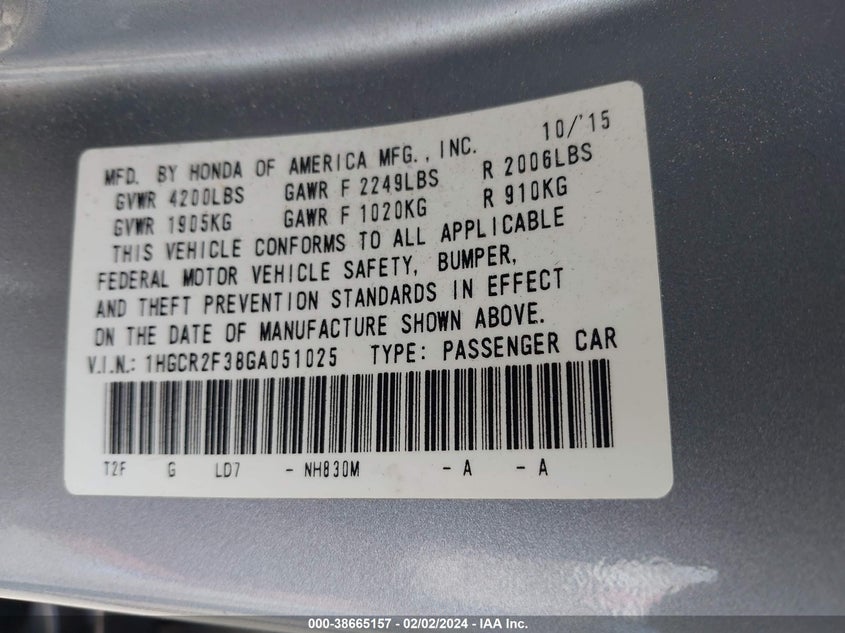 MFD. BY HONDA OF AMERICA MFG., INC. 10/'15
GVWR 4200LBS GAWR F 2249LBS R 2006LBS
GVWR 1905KG GAWR F 1020KG R 910KG
THIS VEHICLE CONFORMS TO ALL APPLICABLE
FEDERAL MOTOR VEHICLE SAFETY, BUMPER,
AND THEFT PREVENTION STANDARDS IN EFFECT
ON THE DATE OF MANUFACTURE SHOWN ABOVE.
V.I.N.: 1HGCR2F38GA051025 TYPE: PASSENGER CAR
T2F G LD7 - NH830M - A - A
000-38665157 - 02/02/2024 - IAA Inc.